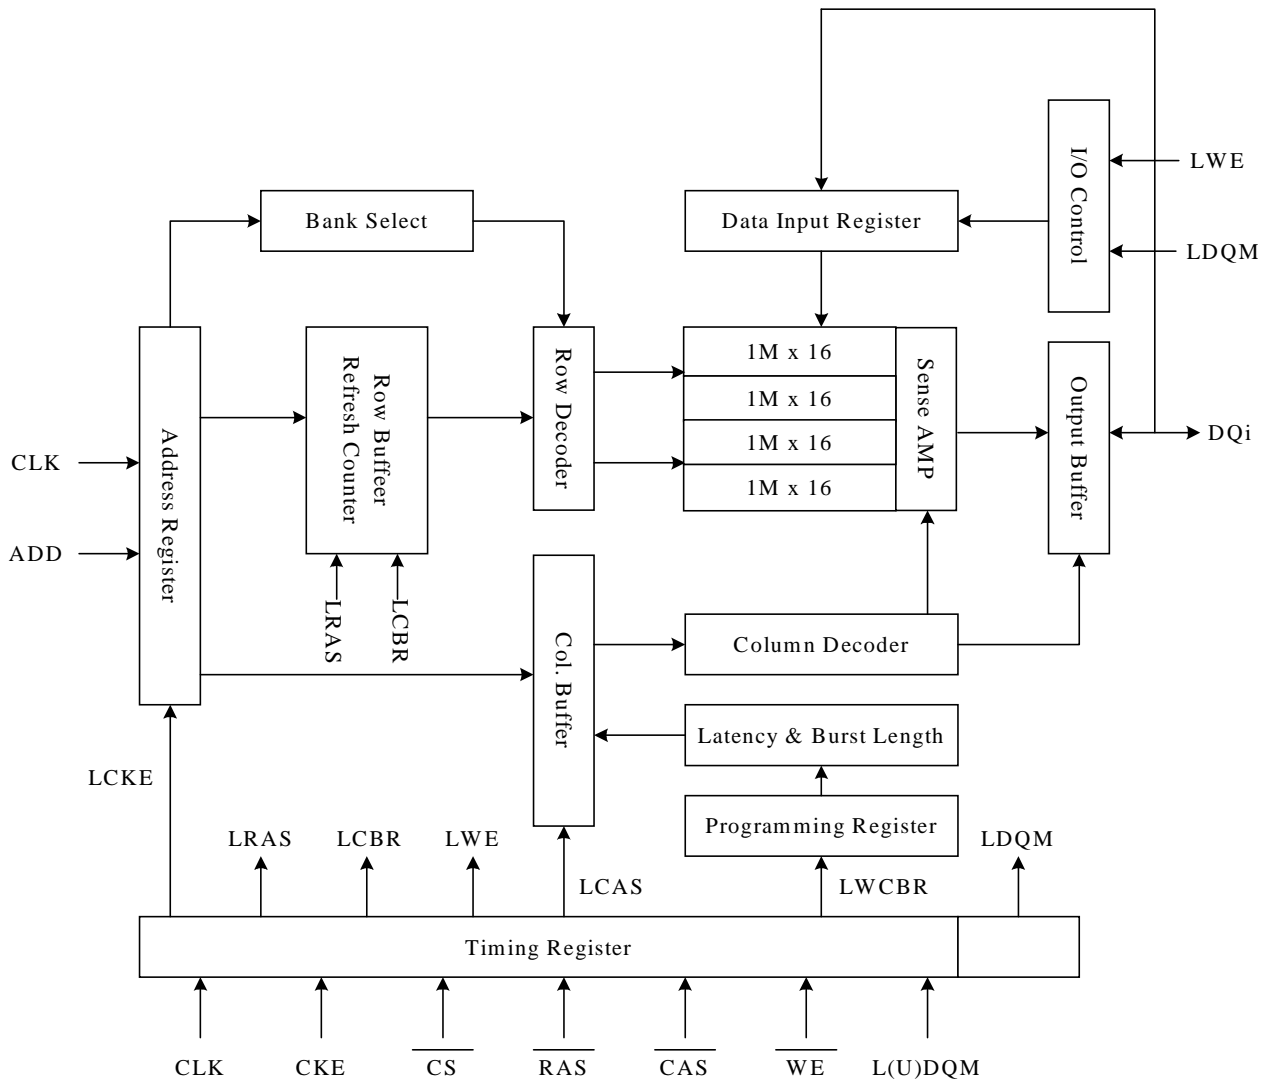 I/O Control
LWE
LDQM
Bank Select
Data Input Register
Address Register
Row Buffeer
Refresh Counter
Row Decoder
1M x 16
1M x 16
1M x 16
1M x 16
Sense AMP
Output Buffer
DQi
CLK
ADD
LRAS
LCBR
Col. Buffer
Column Decoder
Latency & Burst Length
Programming Register
LCKE
LRAS
LCBR
LWE
LCAS
LWCBR
LDQM
Timing Register
CLK
CKE
CS
RAS
CAS
WE
L(U)DQM